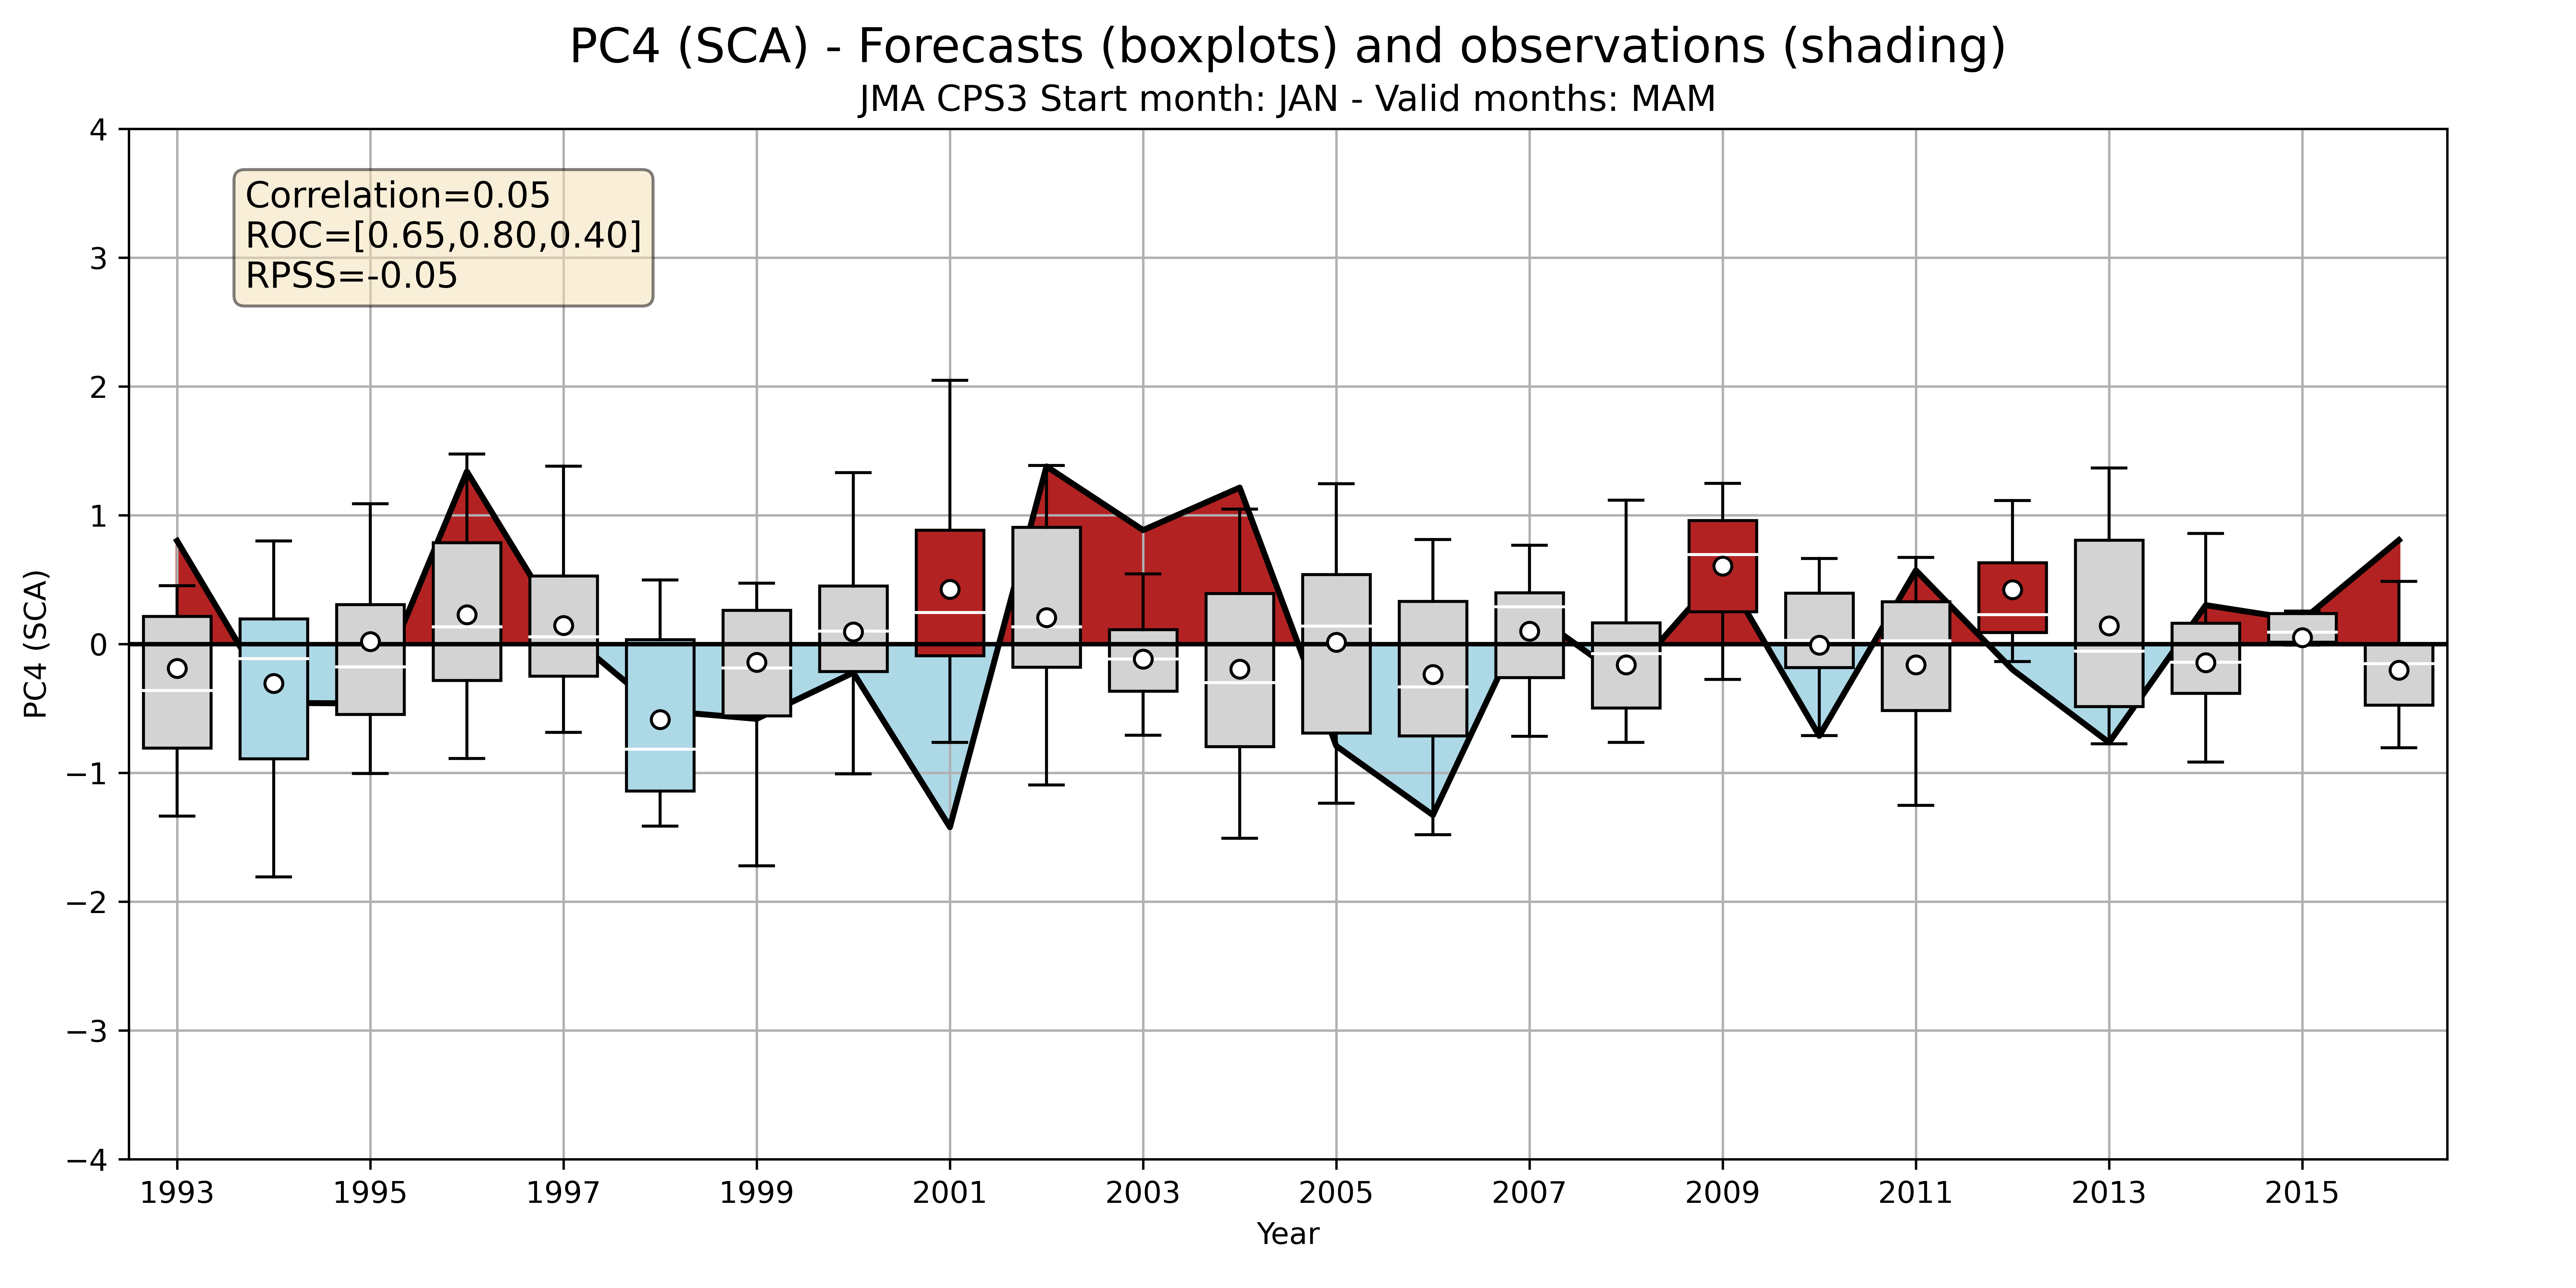 PC4 (SCA) - Forecasts (boxplots) and observations (shading)
JMA CPS3 Start month: JAN - Valid months: MAM
Correlation=0.05
ROC=[0.65,0.80,0.40]
RPSS=-0.05
PC4 (SCA)
4
3
2
1
0
−1
−2
−3
−4
1993 1995 1997 1999 2001 2003 2005 2007 2009 2011 2013 2015
Year